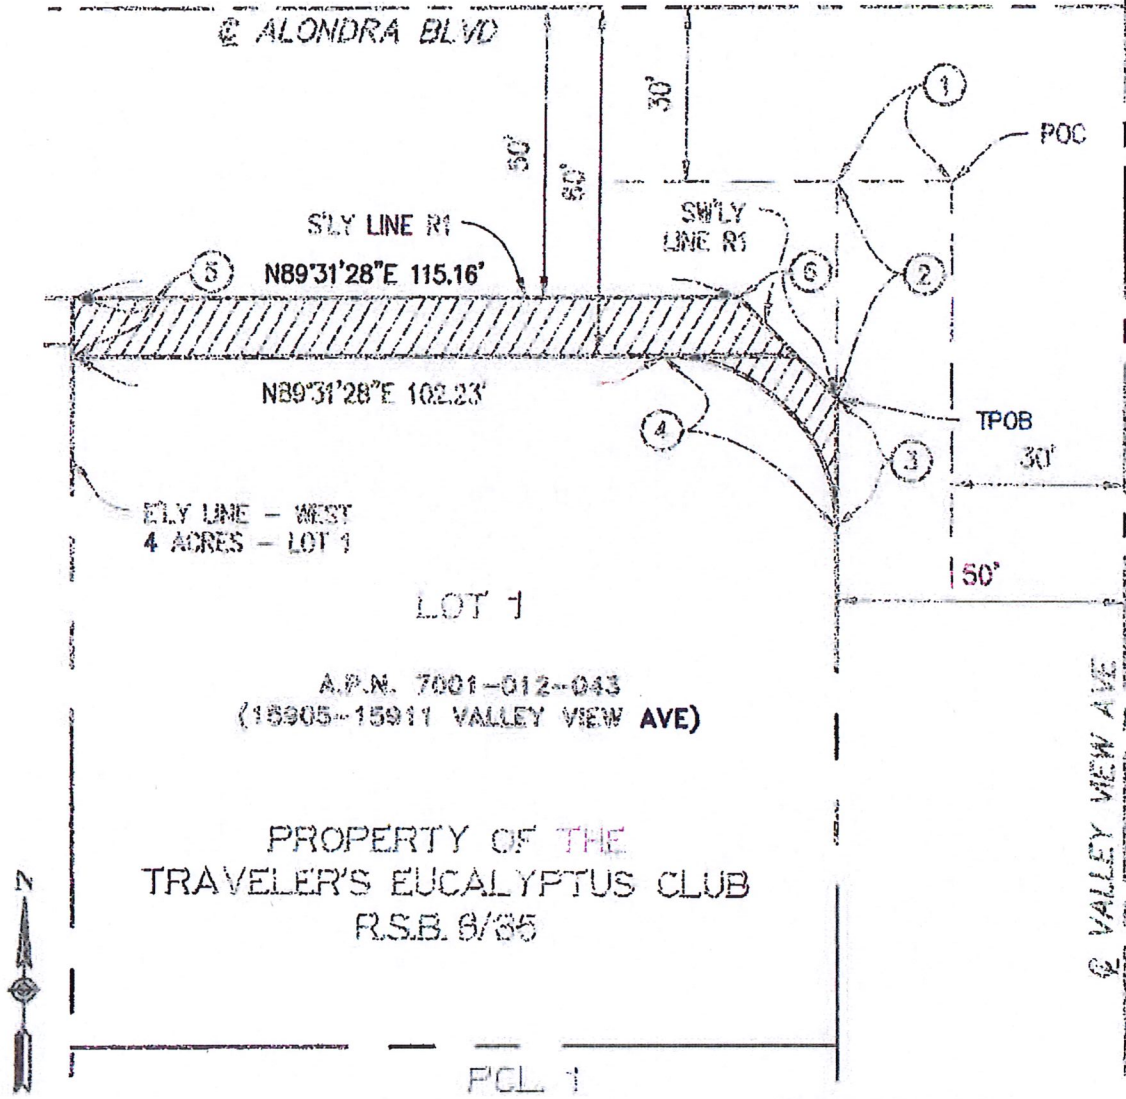 ℄ ALONDRA BLVD
30'
1
POC
50'
60'
S'LY LINE R1
SW'LY
LINE R1
5
N89°31'28"E 115.16'
6
2
N89°31'28"E 102.23'
4
TPOB
3
30'
E'LY LINE - WEST
4 ACRES - LOT 1
50'
LOT 1
A.P.N. 7001-012-043
(15905-15911 VALLEY VIEW AVE)
℄ VALLEY VIEW AVE
PROPERTY OF THE
TRAVELER'S EUCALYPTUS CLUB
R.S.B.
N
PCL. 1